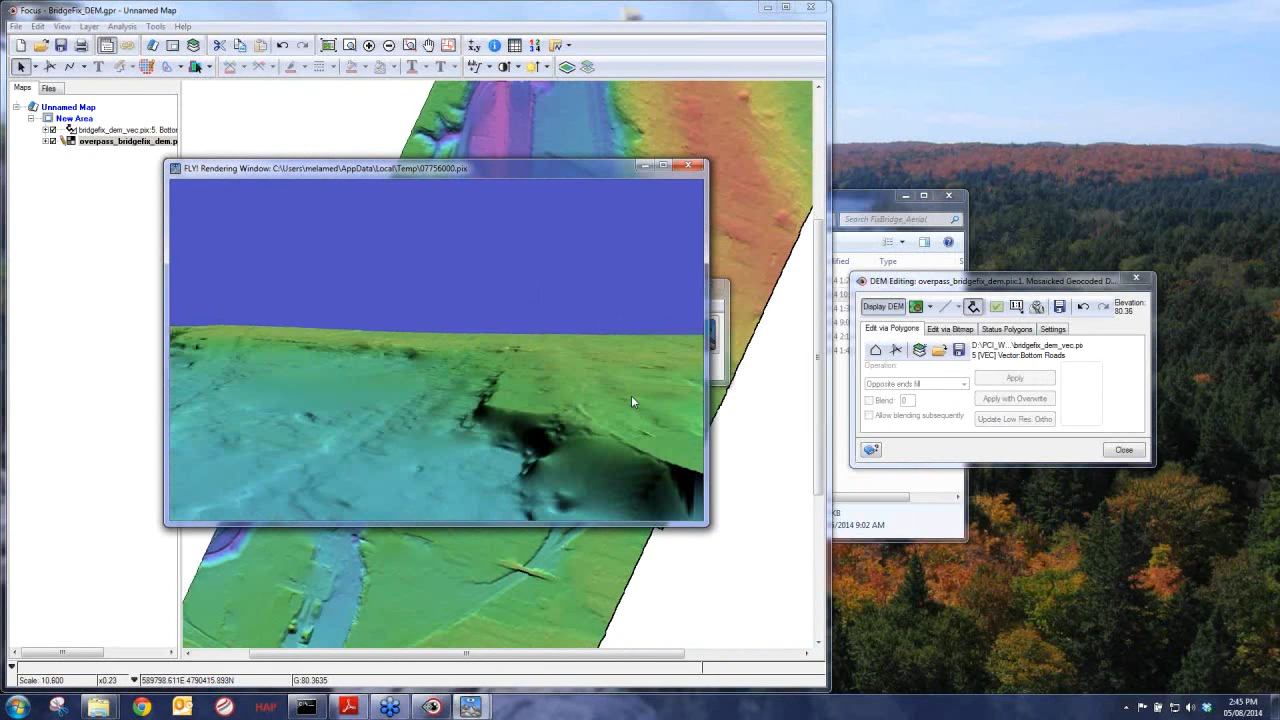 Focus - BridgeFix_DEM.gpr - Unnamed Map
File Edit View Layer Analysis Tools Help
Maps Files
Unnamed Map
New Area
bridgefix_dem_vec.pix:5. Bottom
overpass_bridgefix_dem.p
FLY! Rendering Window: C:\Users\melamed\AppData\Local\Temp\07756000.pix
Search FixBridge_Aerial
Type
KB
DEM Editing: overpass_bridgefix_dem.pix:1. Mosaicked Geocoded D...
Display DEM
1:1
Elevation:
80.36
Edit via Polygons Edit via Bitmap Status Polygons Settings
D:\PCI_W...\bridgefix_dem_vec.pix
5 [VEC] Vector:Bottom Roads
Operation:
Opposite ends fill
Apply
Blend: 0
Apply with Overwrite
Allow blending subsequently
Update Low Res. Ortho
Close
/2014 9:02 AM
Scale: 10,600 x0.23 589798.611E 4790415.893N G:80.3635
HAP
2:45 PM
05/08/2014